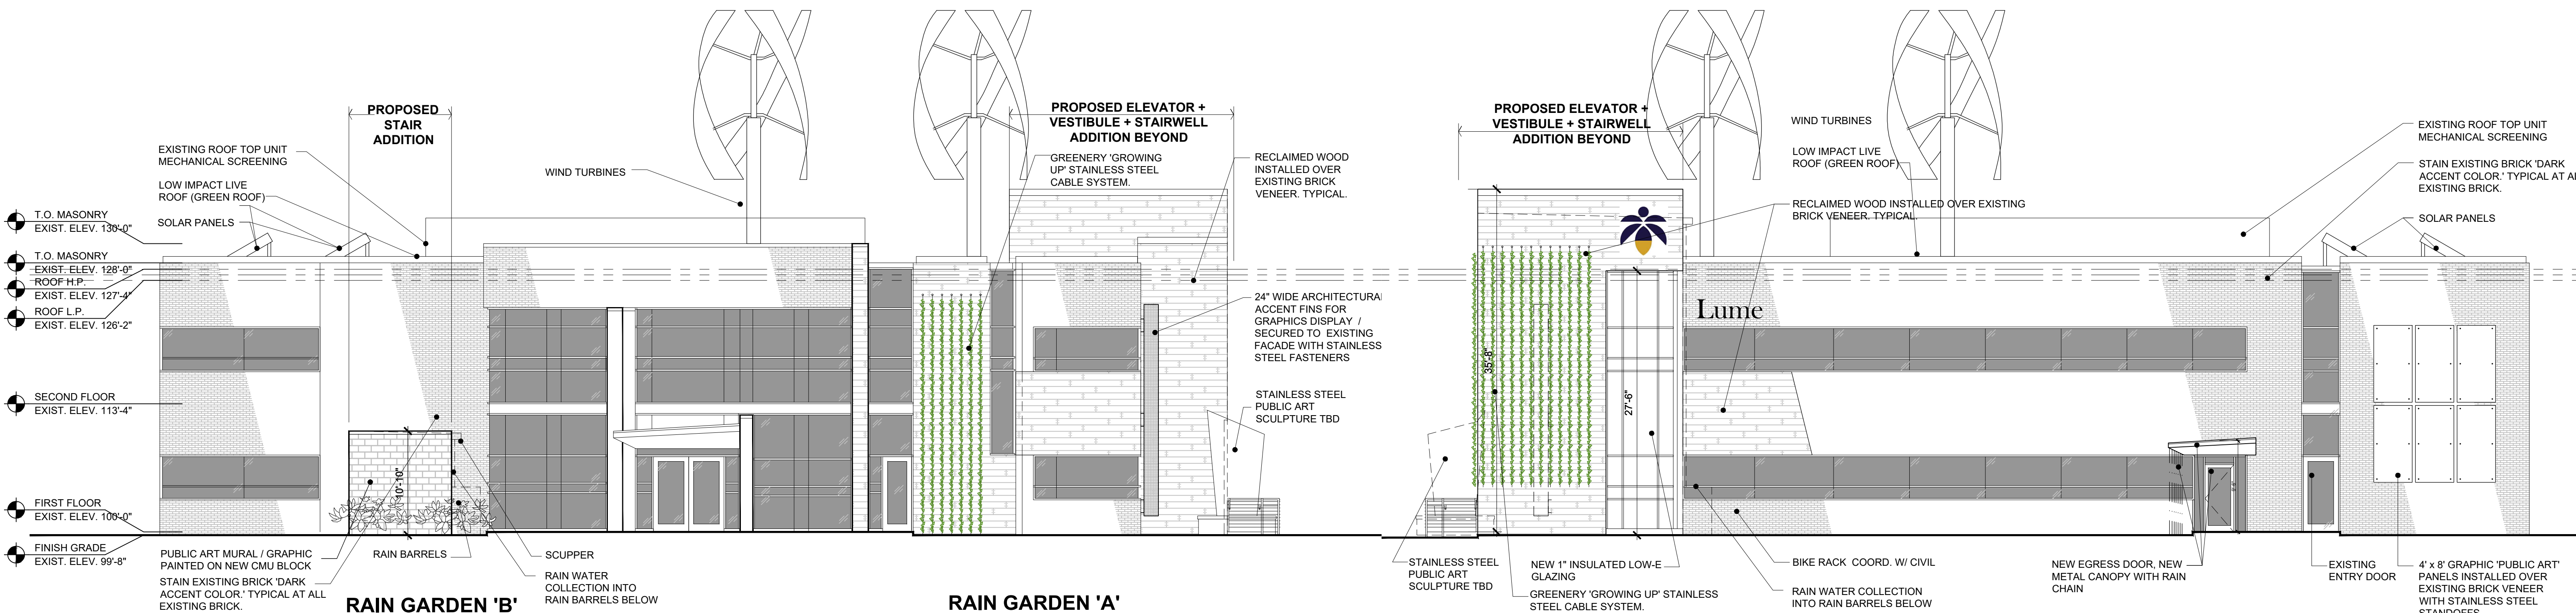 PROPOSED
STAIR
ADDITION
EXISTING ROOF TOP UNIT
MECHANICAL SCREENING
LOW IMPACT LIVE
ROOF (GREEN ROOF)
SOLAR PANELS
T.O. MASONRY
EXIST. ELEV. 130'-0"
T.O. MASONRY
EXIST. ELEV. 128'-0"
ROOF H.P.
EXIST. ELEV. 127'-4"
ROOF L.P.
EXIST. ELEV. 126'-2"
SECOND FLOOR
EXIST. ELEV. 113'-4"
FIRST FLOOR
EXIST. ELEV. 100'-0"
FINISH GRADE
EXIST. ELEV. 99'-8"
10'-10"
PUBLIC ART MURAL / GRAPHIC
PAINTED ON NEW CMU BLOCK
STAIN EXISTING BRICK 'DARK
ACCENT COLOR.' TYPICAL AT ALL
EXISTING BRICK.
RAIN BARRELS
SCUPPER
RAIN WATER
COLLECTION INTO
RAIN BARRELS BELOW
RAIN GARDEN 'B'
WIND TURBINES
PROPOSED ELEVATOR +
VESTIBULE + STAIRWELL
ADDITION BEYOND
GREENERY 'GROWING
UP' STAINLESS STEEL
CABLE SYSTEM.
RECLAIMED WOOD
INSTALLED OVER
EXISTING BRICK
VENEER. TYPICAL.
24" WIDE ARCHITECTURAL
ACCENT FINS FOR
GRAPHICS DISPLAY /
SECURED TO EXISTING
FACADE WITH STAINLESS
STEEL FASTENERS
STAINLESS STEEL
PUBLIC ART
SCULPTURE TBD
RAIN GARDEN 'A'
PROPOSED ELEVATOR +
VESTIBULE + STAIRWELL
ADDITION BEYOND
WIND TURBINES
LOW IMPACT LIVE
ROOF (GREEN ROOF)
RECLAIMED WOOD INSTALLED OVER EXISTING
BRICK VENEER. TYPICAL.
Lume
35'-8"
27'-6"
STAINLESS STEEL
PUBLIC ART
SCULPTURE TBD
NEW 1" INSULATED LOW-E
GLAZING
GREENERY 'GROWING UP' STAINLESS
STEEL CABLE SYSTEM.
BIKE RACK COORD. W/ CIVIL
RAIN WATER COLLECTION
INTO RAIN BARRELS BELOW
EXISTING ROOF TOP UNIT
MECHANICAL SCREENING
STAIN EXISTING BRICK 'DARK
ACCENT COLOR.' TYPICAL AT AL
EXISTING BRICK.
SOLAR PANELS
NEW EGRESS DOOR, NEW
METAL CANOPY WITH RAIN
CHAIN
EXISTING
ENTRY DOOR
4' x 8' GRAPHIC 'PUBLIC ART'
PANELS INSTALLED OVER
EXISTING BRICK VENEER
WITH STAINLESS STEEL
STANDOFFS